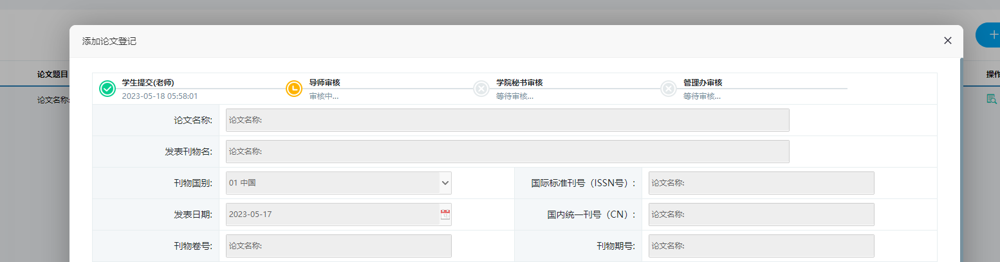 添加论文登记
论文题目
操作
学生提交(老师)
2023-05-18 05:58:01
导师审核
审核中...
学院秘书审核
等待审核...
管理办审核
等待审核...
论文名称:
论文名称: 论文名称:
发表刊物名: 论文名称:
刊物国别: 01 中国 国际标准刊号（ISSN号）: 论文名称:
发表日期: 2023-05-17 国内统一刊号（CN）: 论文名称:
刊物卷号: 论文名称: 刊物期号: 论文名称: